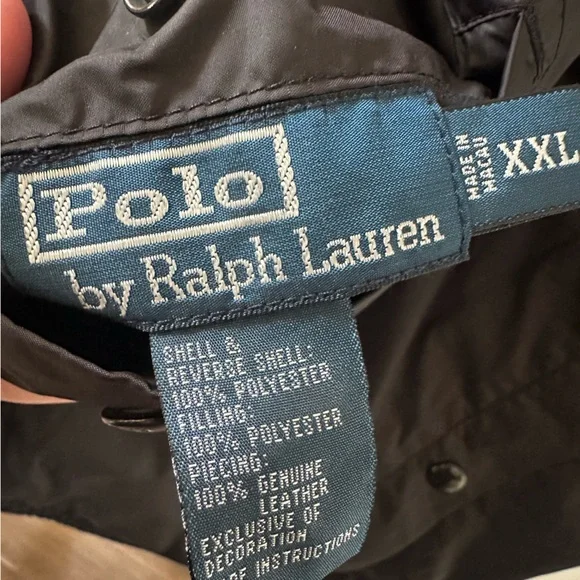 Polo
by Ralph Lauren
MADE IN
MACAU
XXL
SHELL &
REVERSE SHELL:
100% POLYESTER
FILLING:
100% POLYESTER
PIECING:
100% GENUINE
LEATHER
EXCLUSIVE OF
DECORATION
INSTRUCTIONS